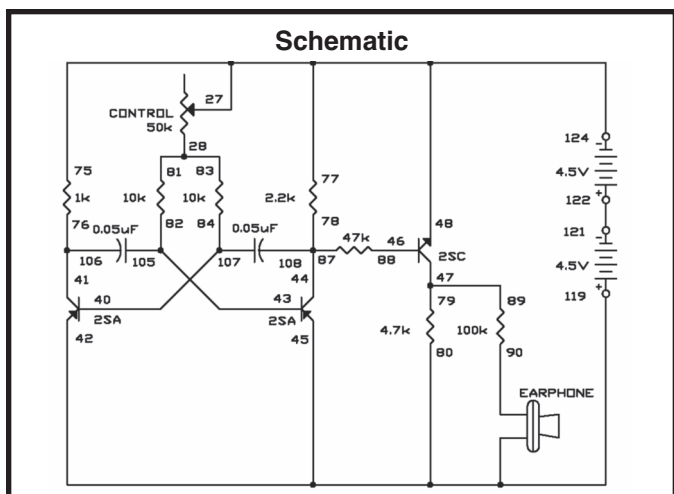 Schematic
27
CONTROL
50k
28
124
4.5V
122
121
4.5V
119
75
1k
76
81
10k
82
83
10k
84
77
2.2k
78
0.05uF
106
105
0.05uF
107
108
87
47k
88
46
48
2SC
47
41
40
2SA
42
44
43
2SA
45
79
4.7k
80
89
100k
90
EARPHONE
-
+
-
+